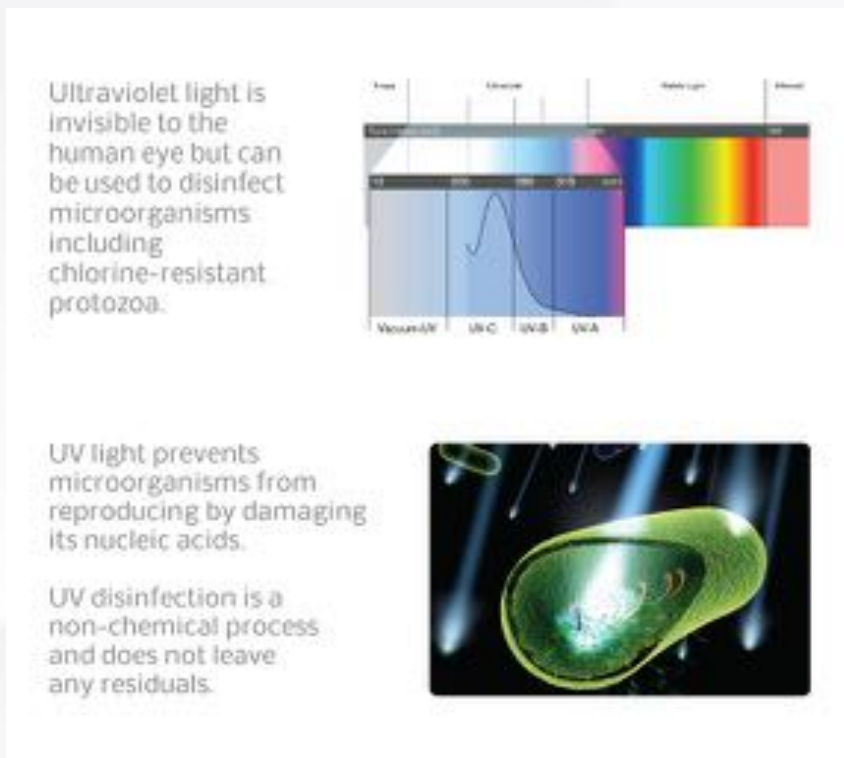 Ultraviolet light is
invisible to the
human eye but can
be used to disinfect
microorganisms
including
chlorine-resistant
protozoa.
Visible Light
Vacuum-UV UV-C UV-B UV-A
UV light prevents
microorganisms from
reproducing by damaging
its nucleic acids.
UV disinfection is a
non-chemical process
and does not leave
any residuals.